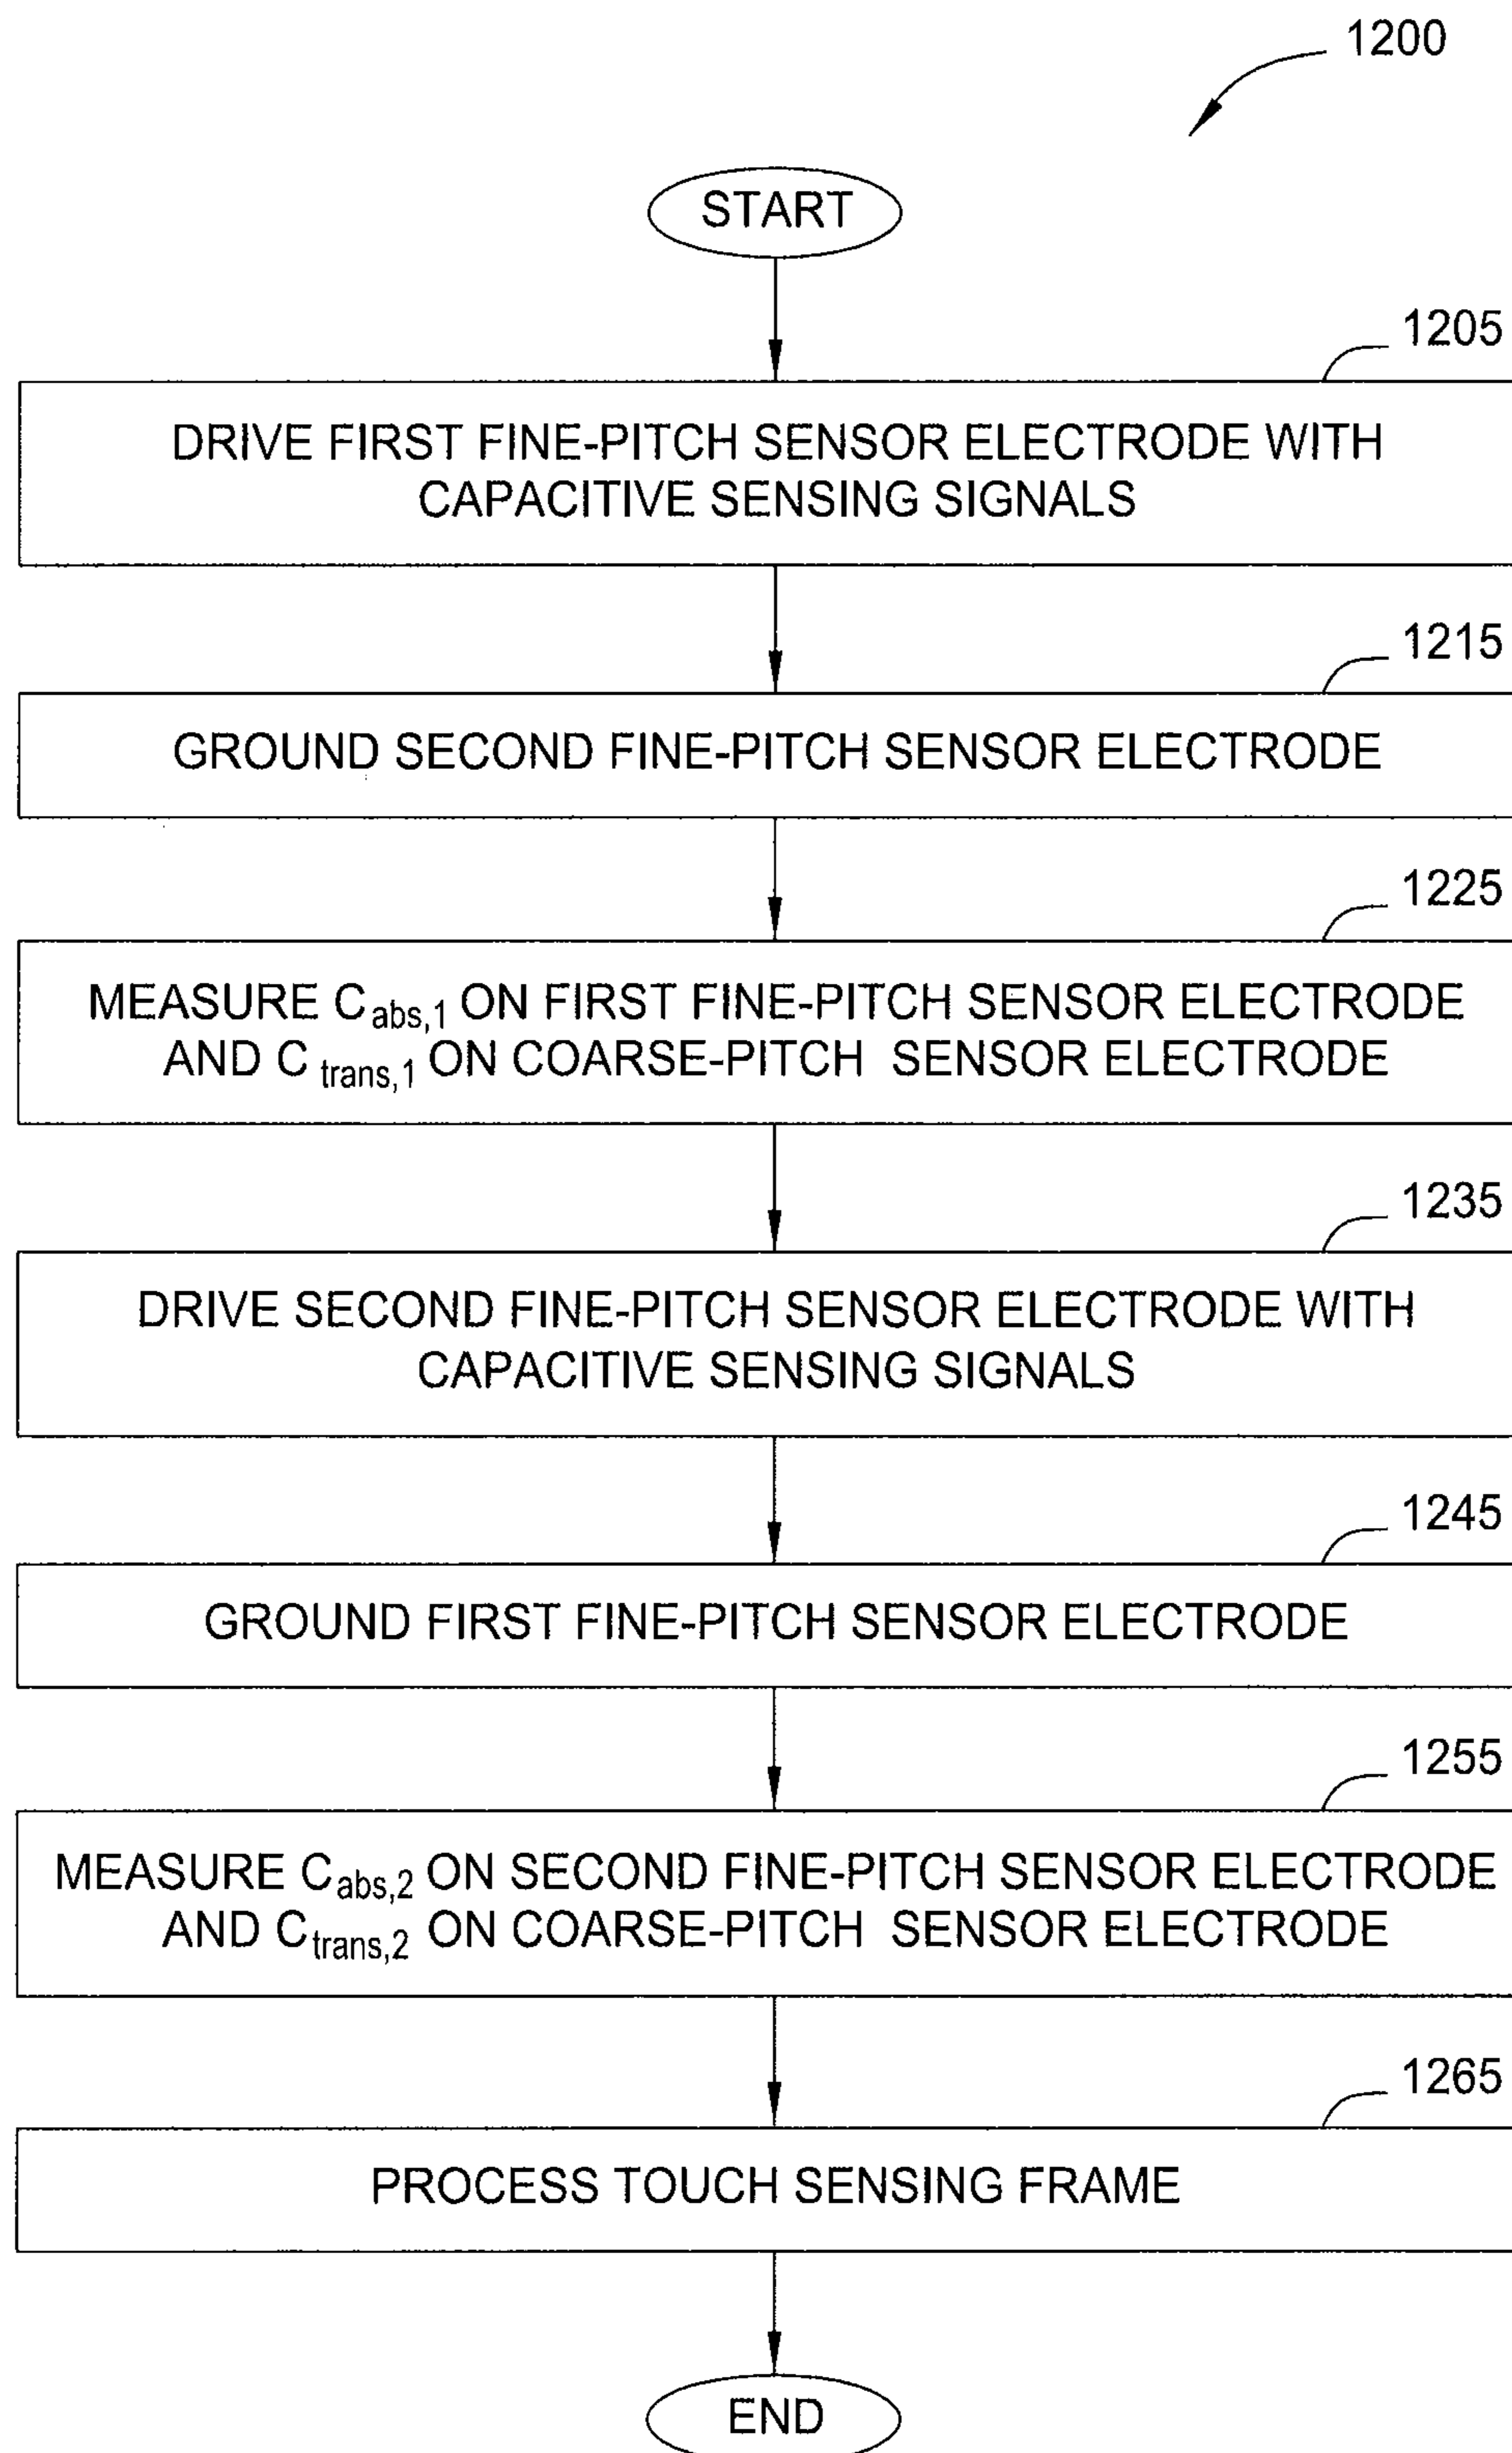 1200
START
1205
DRIVE FIRST FINE-PITCH SENSOR ELECTRODE WITH
CAPACITIVE SENSING SIGNALS
1215
GROUND SECOND FINE-PITCH SENSOR ELECTRODE
1225
MEASURE Cabs,1 ON FIRST FINE-PITCH SENSOR ELECTRODE
AND Ctrans,1 ON COARSE-PITCH SENSOR ELECTRODE
1235
DRIVE SECOND FINE-PITCH SENSOR ELECTRODE WITH
CAPACITIVE SENSING SIGNALS
1245
GROUND FIRST FINE-PITCH SENSOR ELECTRODE
1255
MEASURE Cabs,2 ON SECOND FINE-PITCH SENSOR ELECTRODE
AND Ctrans,2 ON COARSE-PITCH SENSOR ELECTRODE
1265
PROCESS TOUCH SENSING FRAME
END